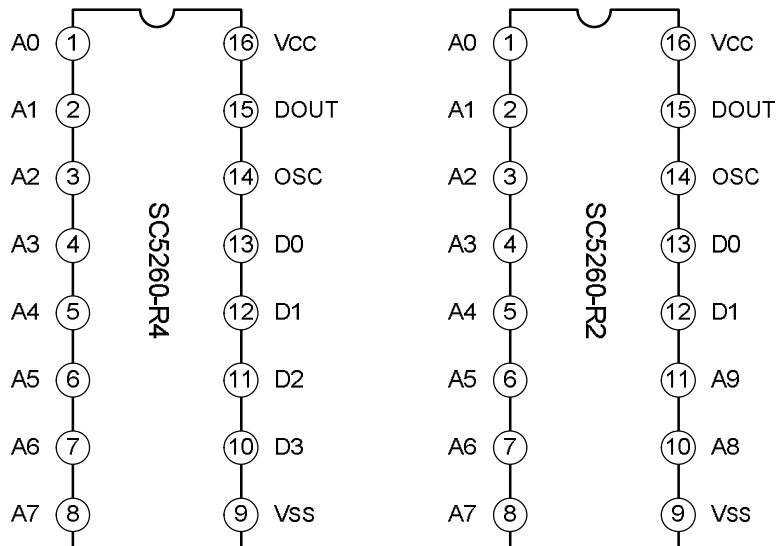 A0 1 16 VCC
A1 2 15 DOUT
A2 3 14 OSC
A3 4 13 D0
A4 5 12 D1
A5 6 11 D2
A6 7 10 D3
A7 8 9 VSS
SC5260-R4
A0 1 16 VCC
A1 2 15 DOUT
A2 3 14 OSC
A3 4 13 D0
A4 5 12 D1
A5 6 11 A9
A6 7 10 A8
A7 8 9 VSS
SC5260-R2